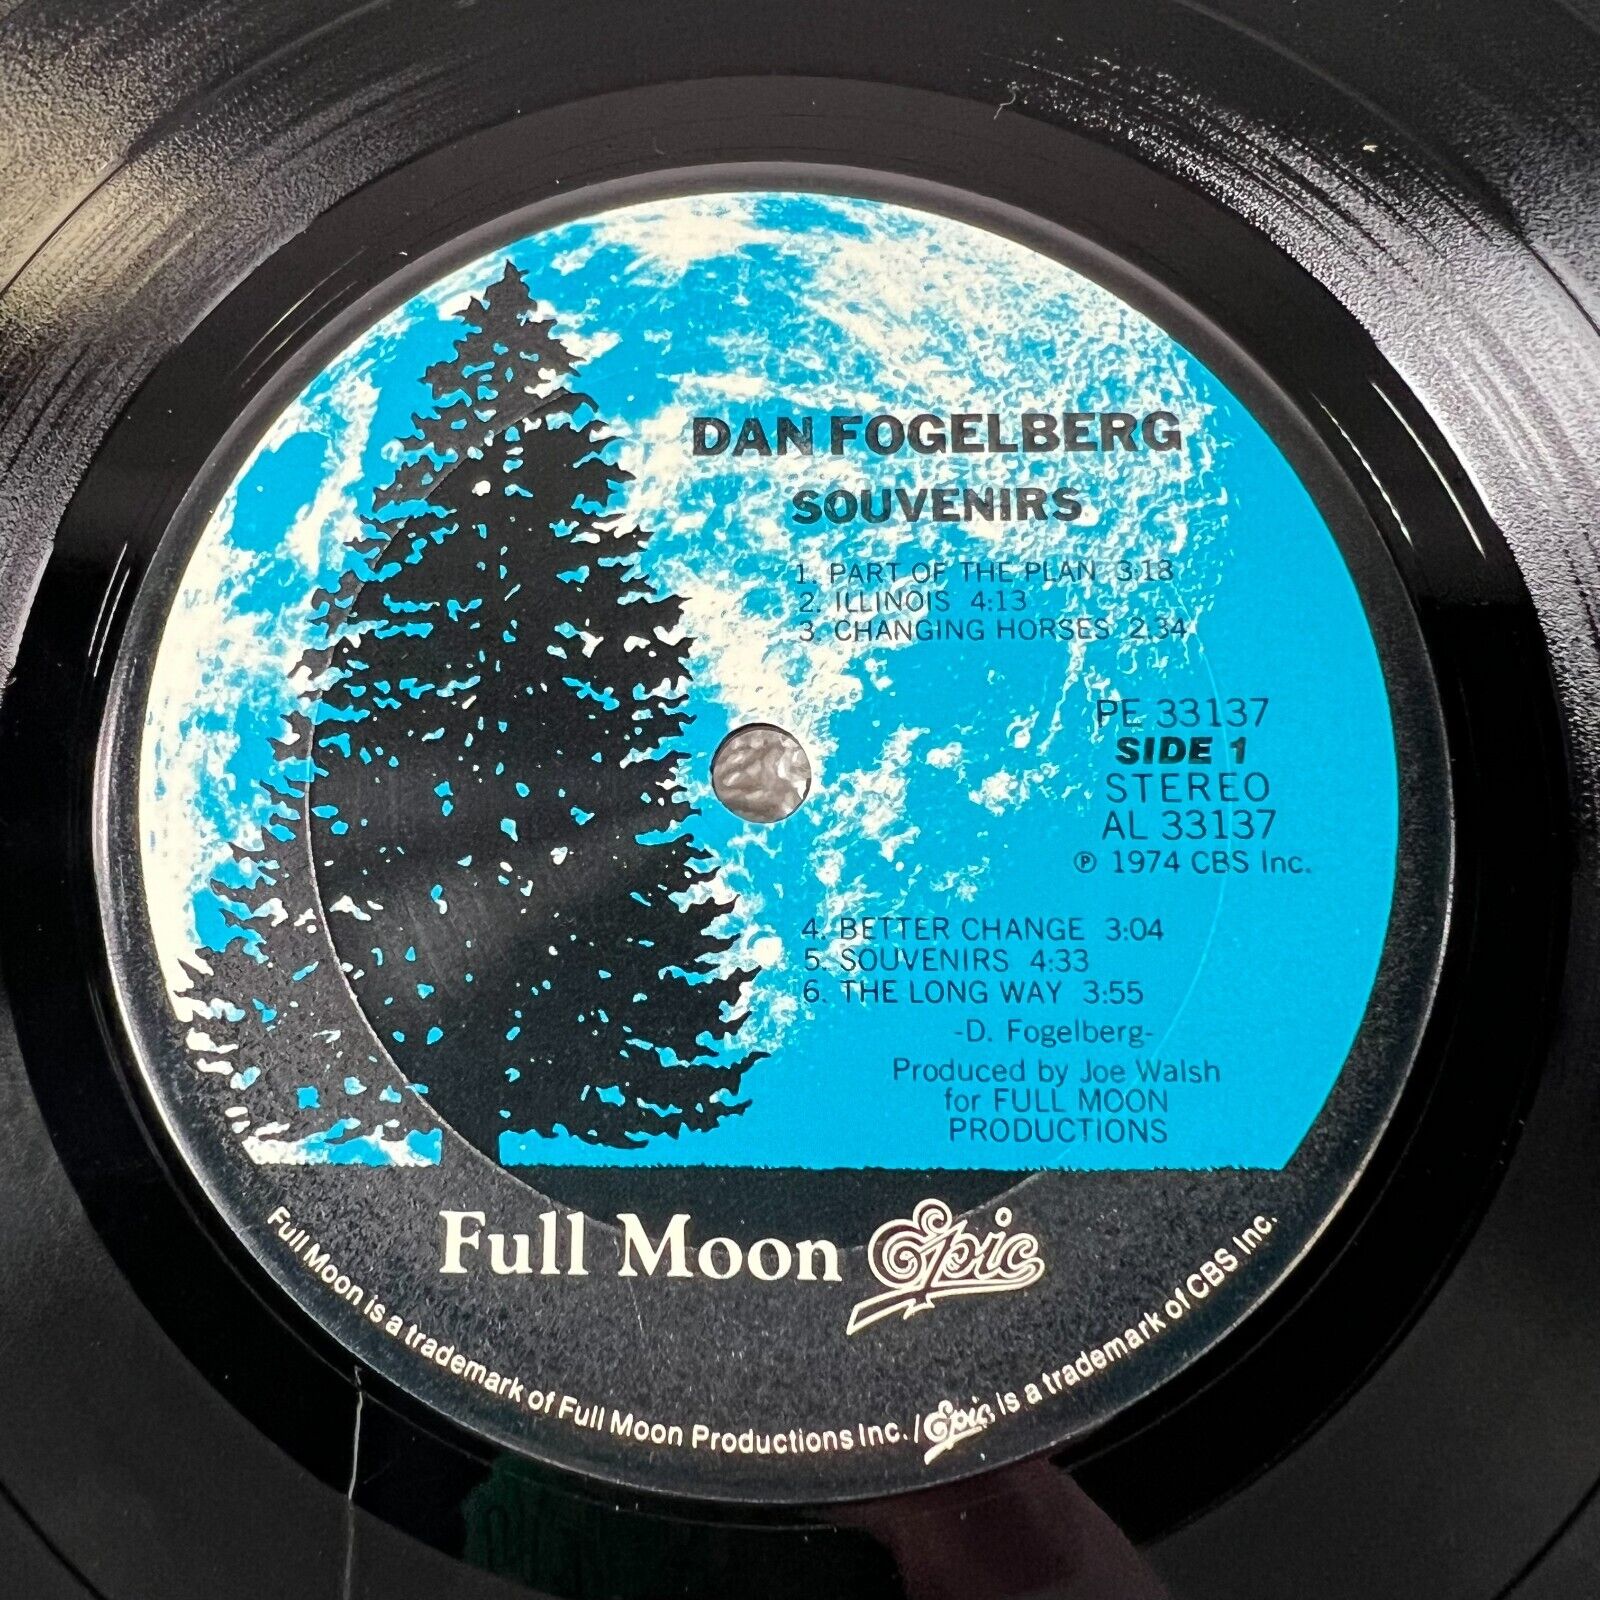 DAN FOGELBERG
SOUVENIRS
1. PART OF THE PLAN 3:18
2. ILLINOIS 4:13
3. CHANGING HORSES 2:34
PE 33137
SIDE 1
STEREO
AL 33137
℗ 1974 CBS Inc.
4. BETTER CHANGE 3:04
5. SOUVENIRS 4:33
6. THE LONG WAY 3:55
-D. Fogelberg-
Produced by Joe Walsh
for FULL MOON
PRODUCTIONS
Full Moon Epic
Full Moon is a trademark of Full Moon Productions Inc. / Epic is a trademark of CBS Inc.